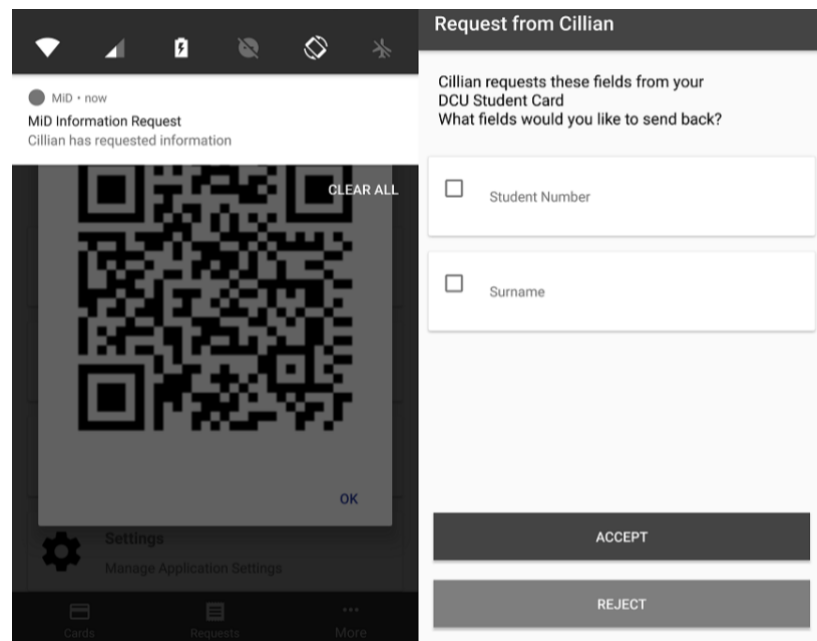 MiD • now
MiD Information Request
Cillian has requested information
CLEAR ALL
OK
Settings
Manage Application Settings
Cards
Requests
More
Request from Cillian
Cillian requests these fields from your
DCU Student Card
What fields would you like to send back?
Student Number
Surname
ACCEPT
REJECT